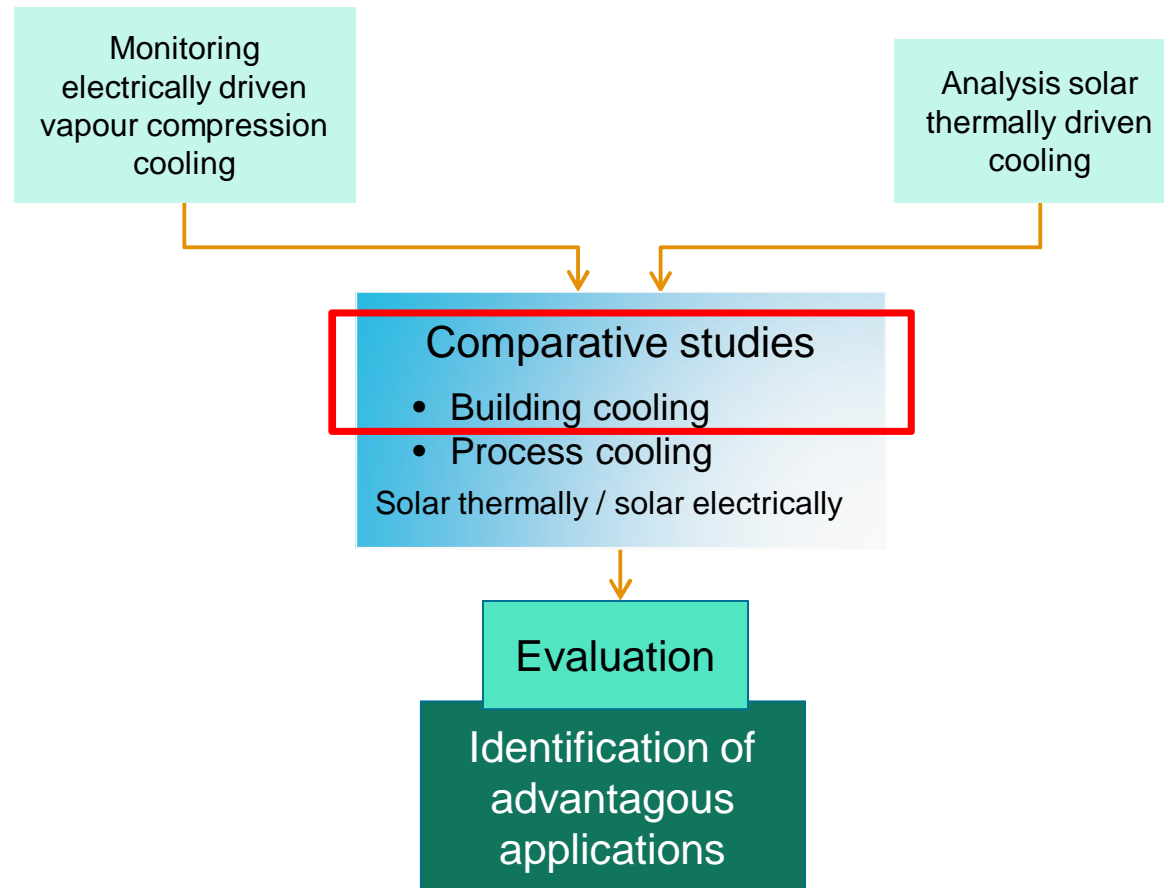 Monitoring
electrically driven
vapour compression
cooling
Analysis solar
thermally driven
cooling
Comparative studies
• Building cooling
• Process cooling
Solar thermally / solar electrically
Evaluation
Identification of
advantagous
applications